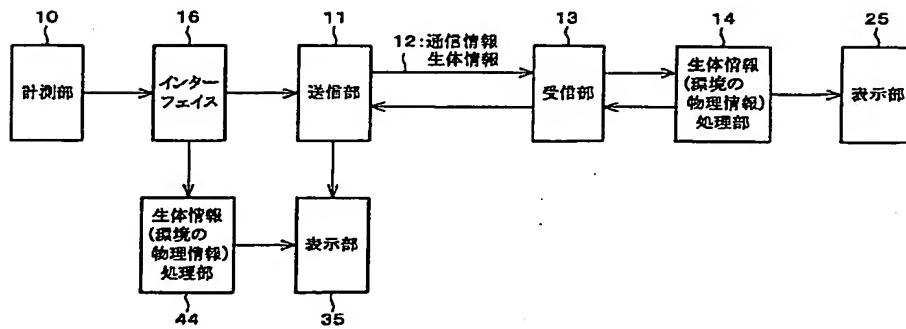 10
16
11
13
14
25
12:通信情報
生体情報
計測部
インター
フェイス
送信部
受信部
生体情報
(環境の
物理情報)
処理部
表示部
生体情報
(環境の
物理情報)
処理部
表示部
44
35